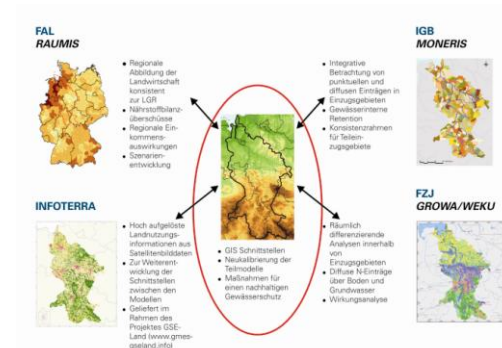 FAL
RAUMIS
• Regionale
Abbildung der
Landwirtschaft
konsistent
zur LGR
• Nährstoffbilanz-
überschüsse
• Regionale Ein-
kommens-
auswirkungen
• Szenarien-
entwicklung
IGB
MONERIS
• Integrative
Betrachtung von
punktuellen und
diffusen Einträgen in
Einzugsgebieten
• Gewässerinterne
Retention
• Konsistenzrahmen
für Teilein-
zugsgebiete
INFOTERRA
• Hoch aufgelöste
Landnutzungs-
informationen aus
Satellitenbilddaten
• Zur Weiterent-
wicklung der
Schnittstellen
zwischen den
Modellen
• Geliefert im
Rahmen des
Projektes GSE-
Land (www.gmes-
gseland.info)
• GIS Schnittstellen
• Neukalibrierung der
Teilmodelle
• Maßnahmen für
einen nachhaltigen
Gewässerschutz
FZJ
GROWA/WEKU
• Räumlich
differenzierende
Analysen innerhalb
von
Einzugsgebieten
• Diffuse N-Einträge
über Boden und
Grundwasser
• Wirkungsanalyse